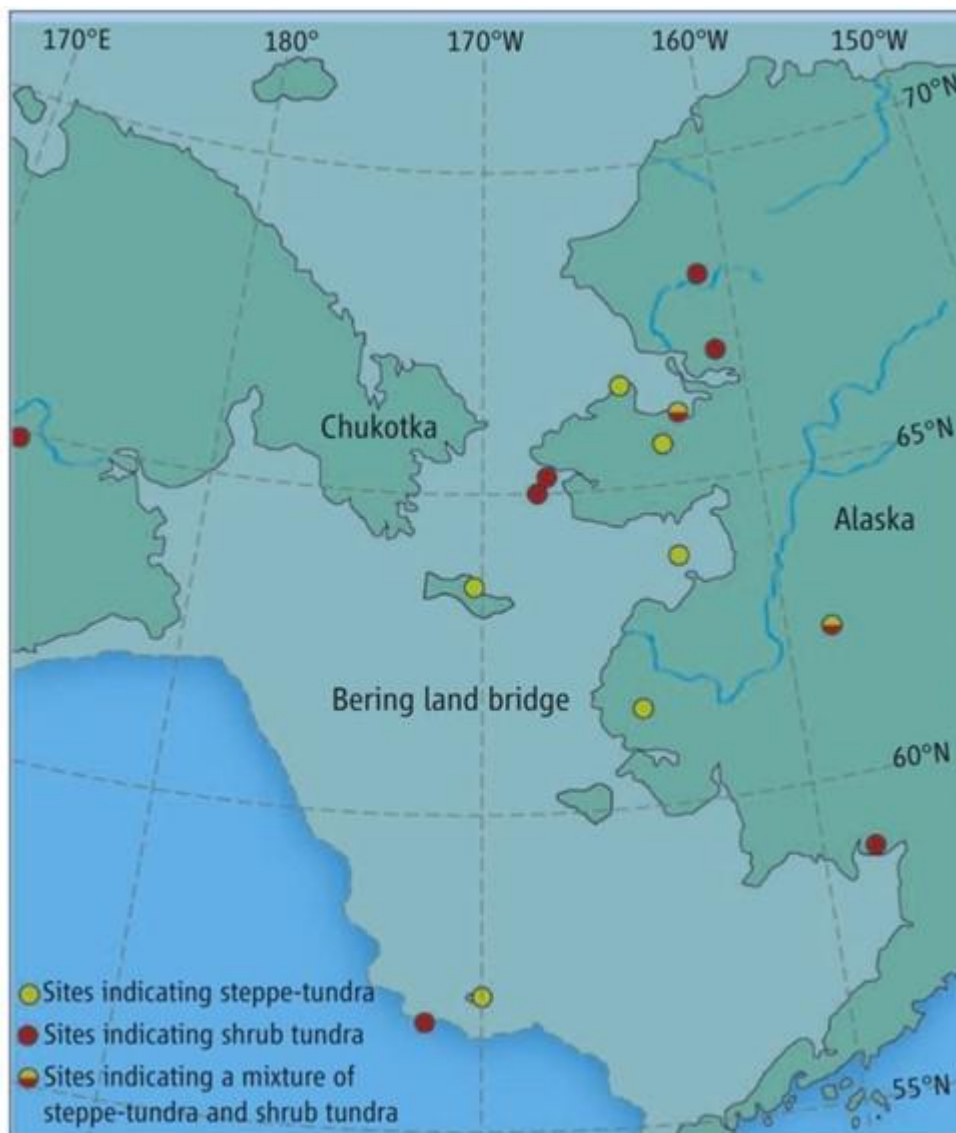 170°E
180°
170°W
160°W
150°W
70°N
Chukotka
65°N
Alaska
Bering land bridge
60°N
Sites indicating steppe-tundra
Sites indicating shrub tundra
Sites indicating a mixture of
steppe-tundra and shrub tundra
55°N